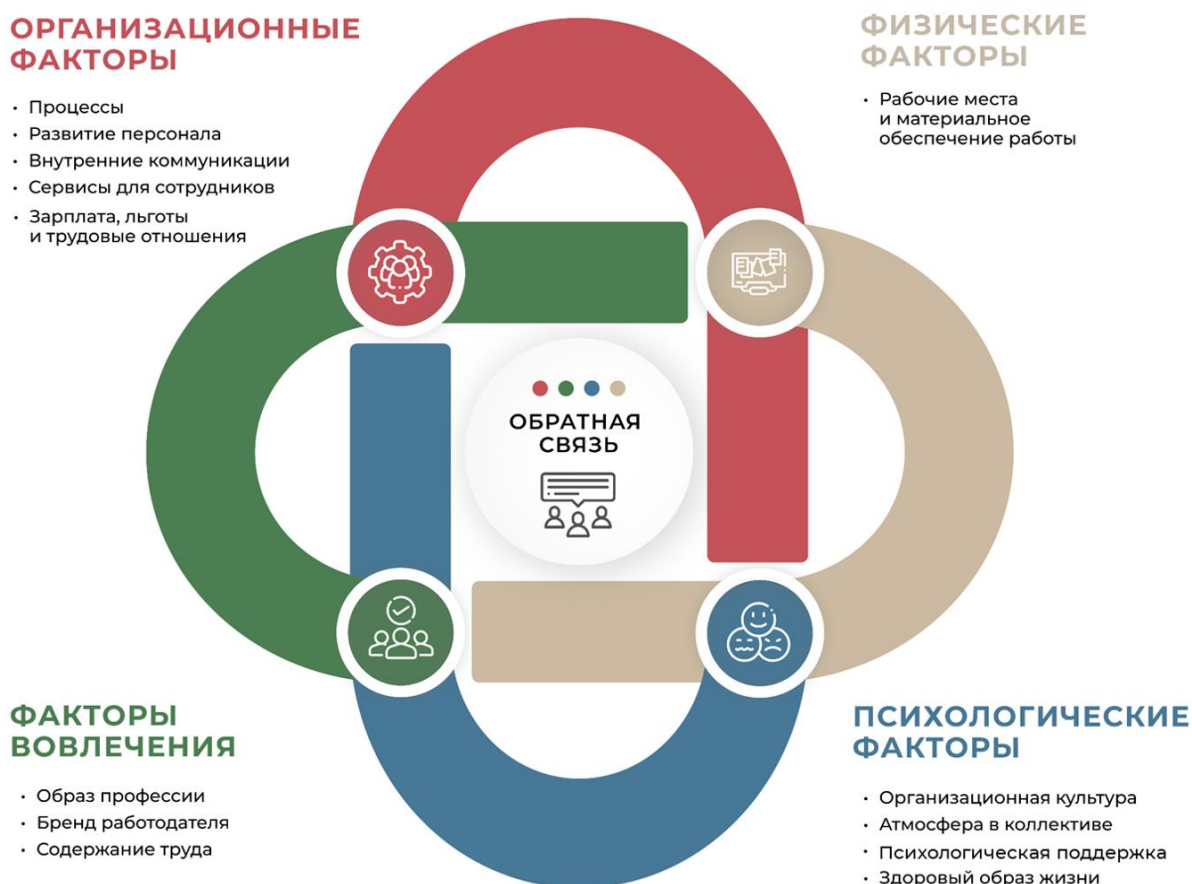 ОРГАНИЗАЦИОННЫЕ
ФАКТОРЫ
• Процессы
• Развитие персонала
• Внутренние коммуникации
• Сервисы для сотрудников
• Зарплата, льготы
и трудовые отношения
ФИЗИЧЕСКИЕ
ФАКТОРЫ
• Рабочие места
и материальное
обеспечение работы
ОБРАТНАЯ
СВЯЗЬ
ФАКТОРЫ
ВОВЛЕЧЕНИЯ
• Образ профессии
• Бренд работодателя
• Содержание труда
ПСИХОЛОГИЧЕСКИЕ
ФАКТОРЫ
• Организационная культура
• Атмосфера в коллективе
• Психологическая поддержка
• Здоровый образ жизни